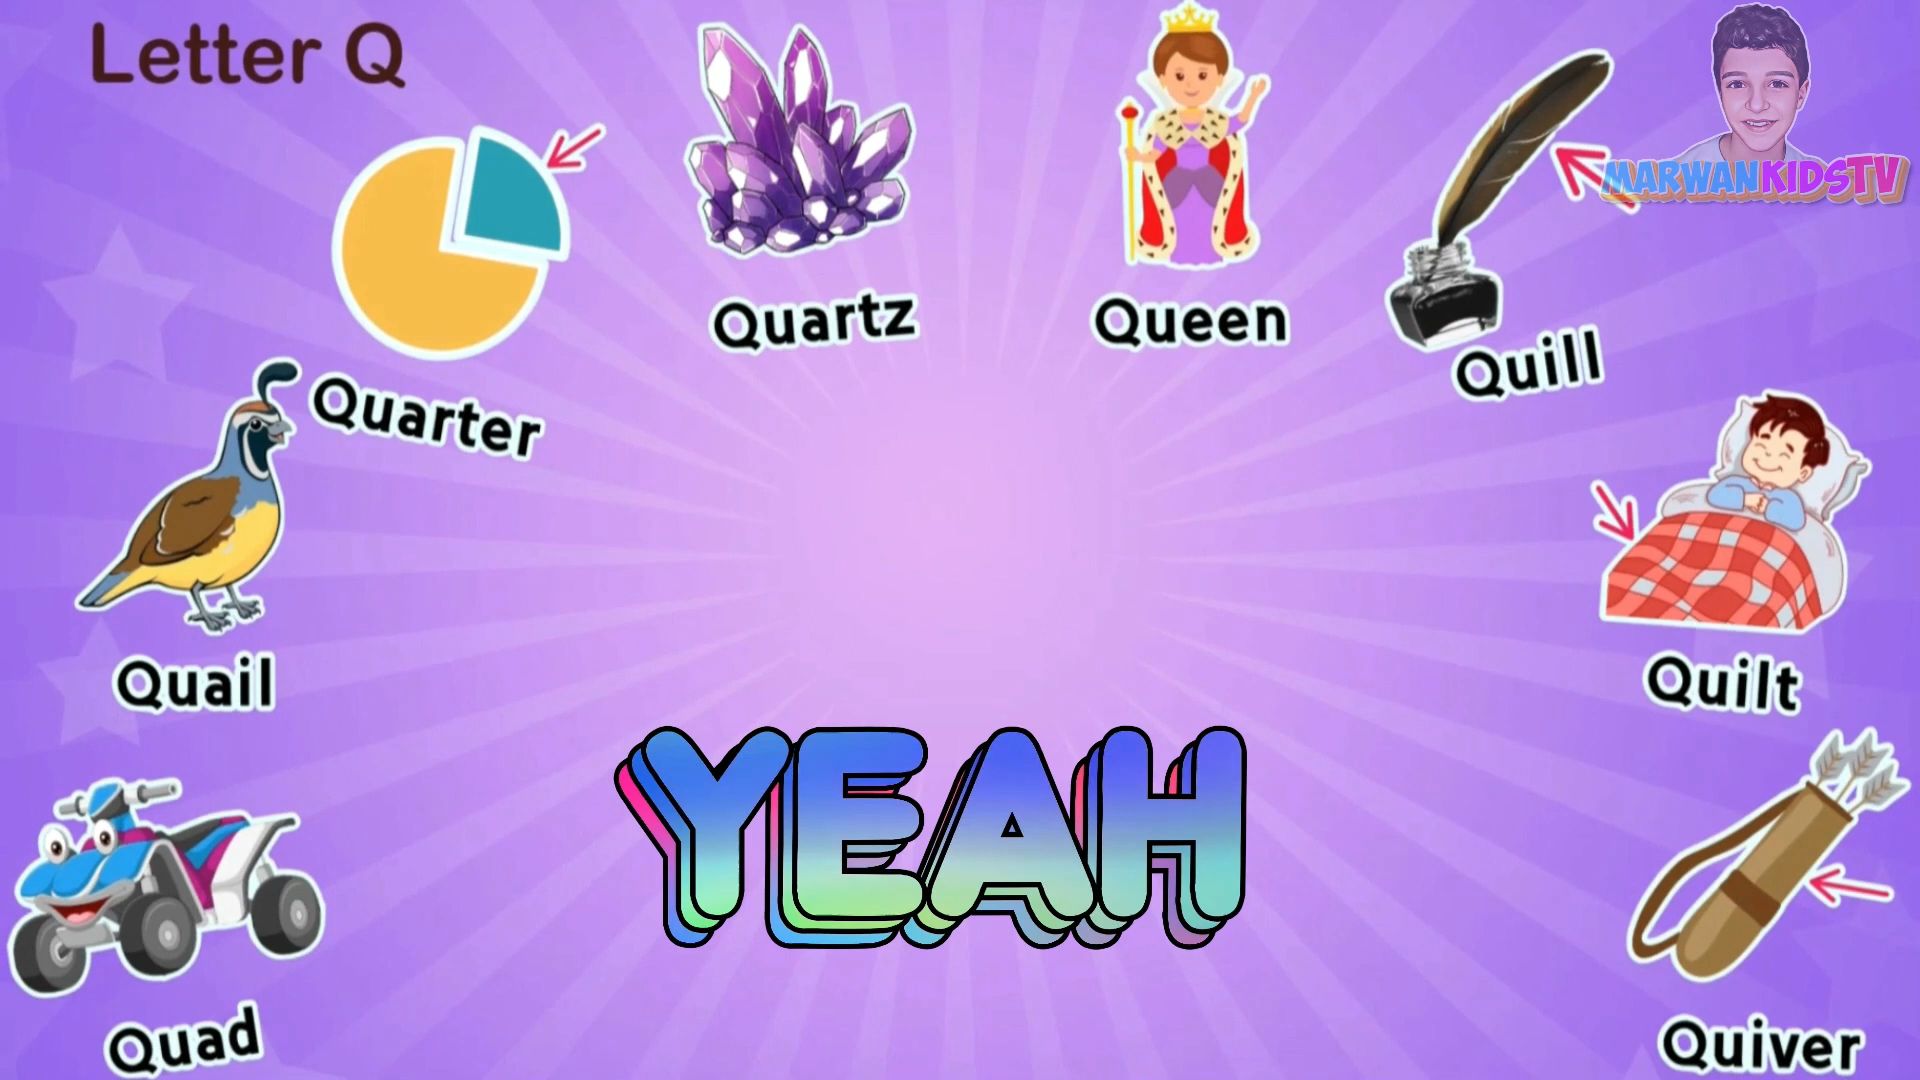 Letter Q
MARWANKIDSTV
Quartz
Queen
Quill
Quarter
Quail
Quilt
YEAH
Quad
Quiver